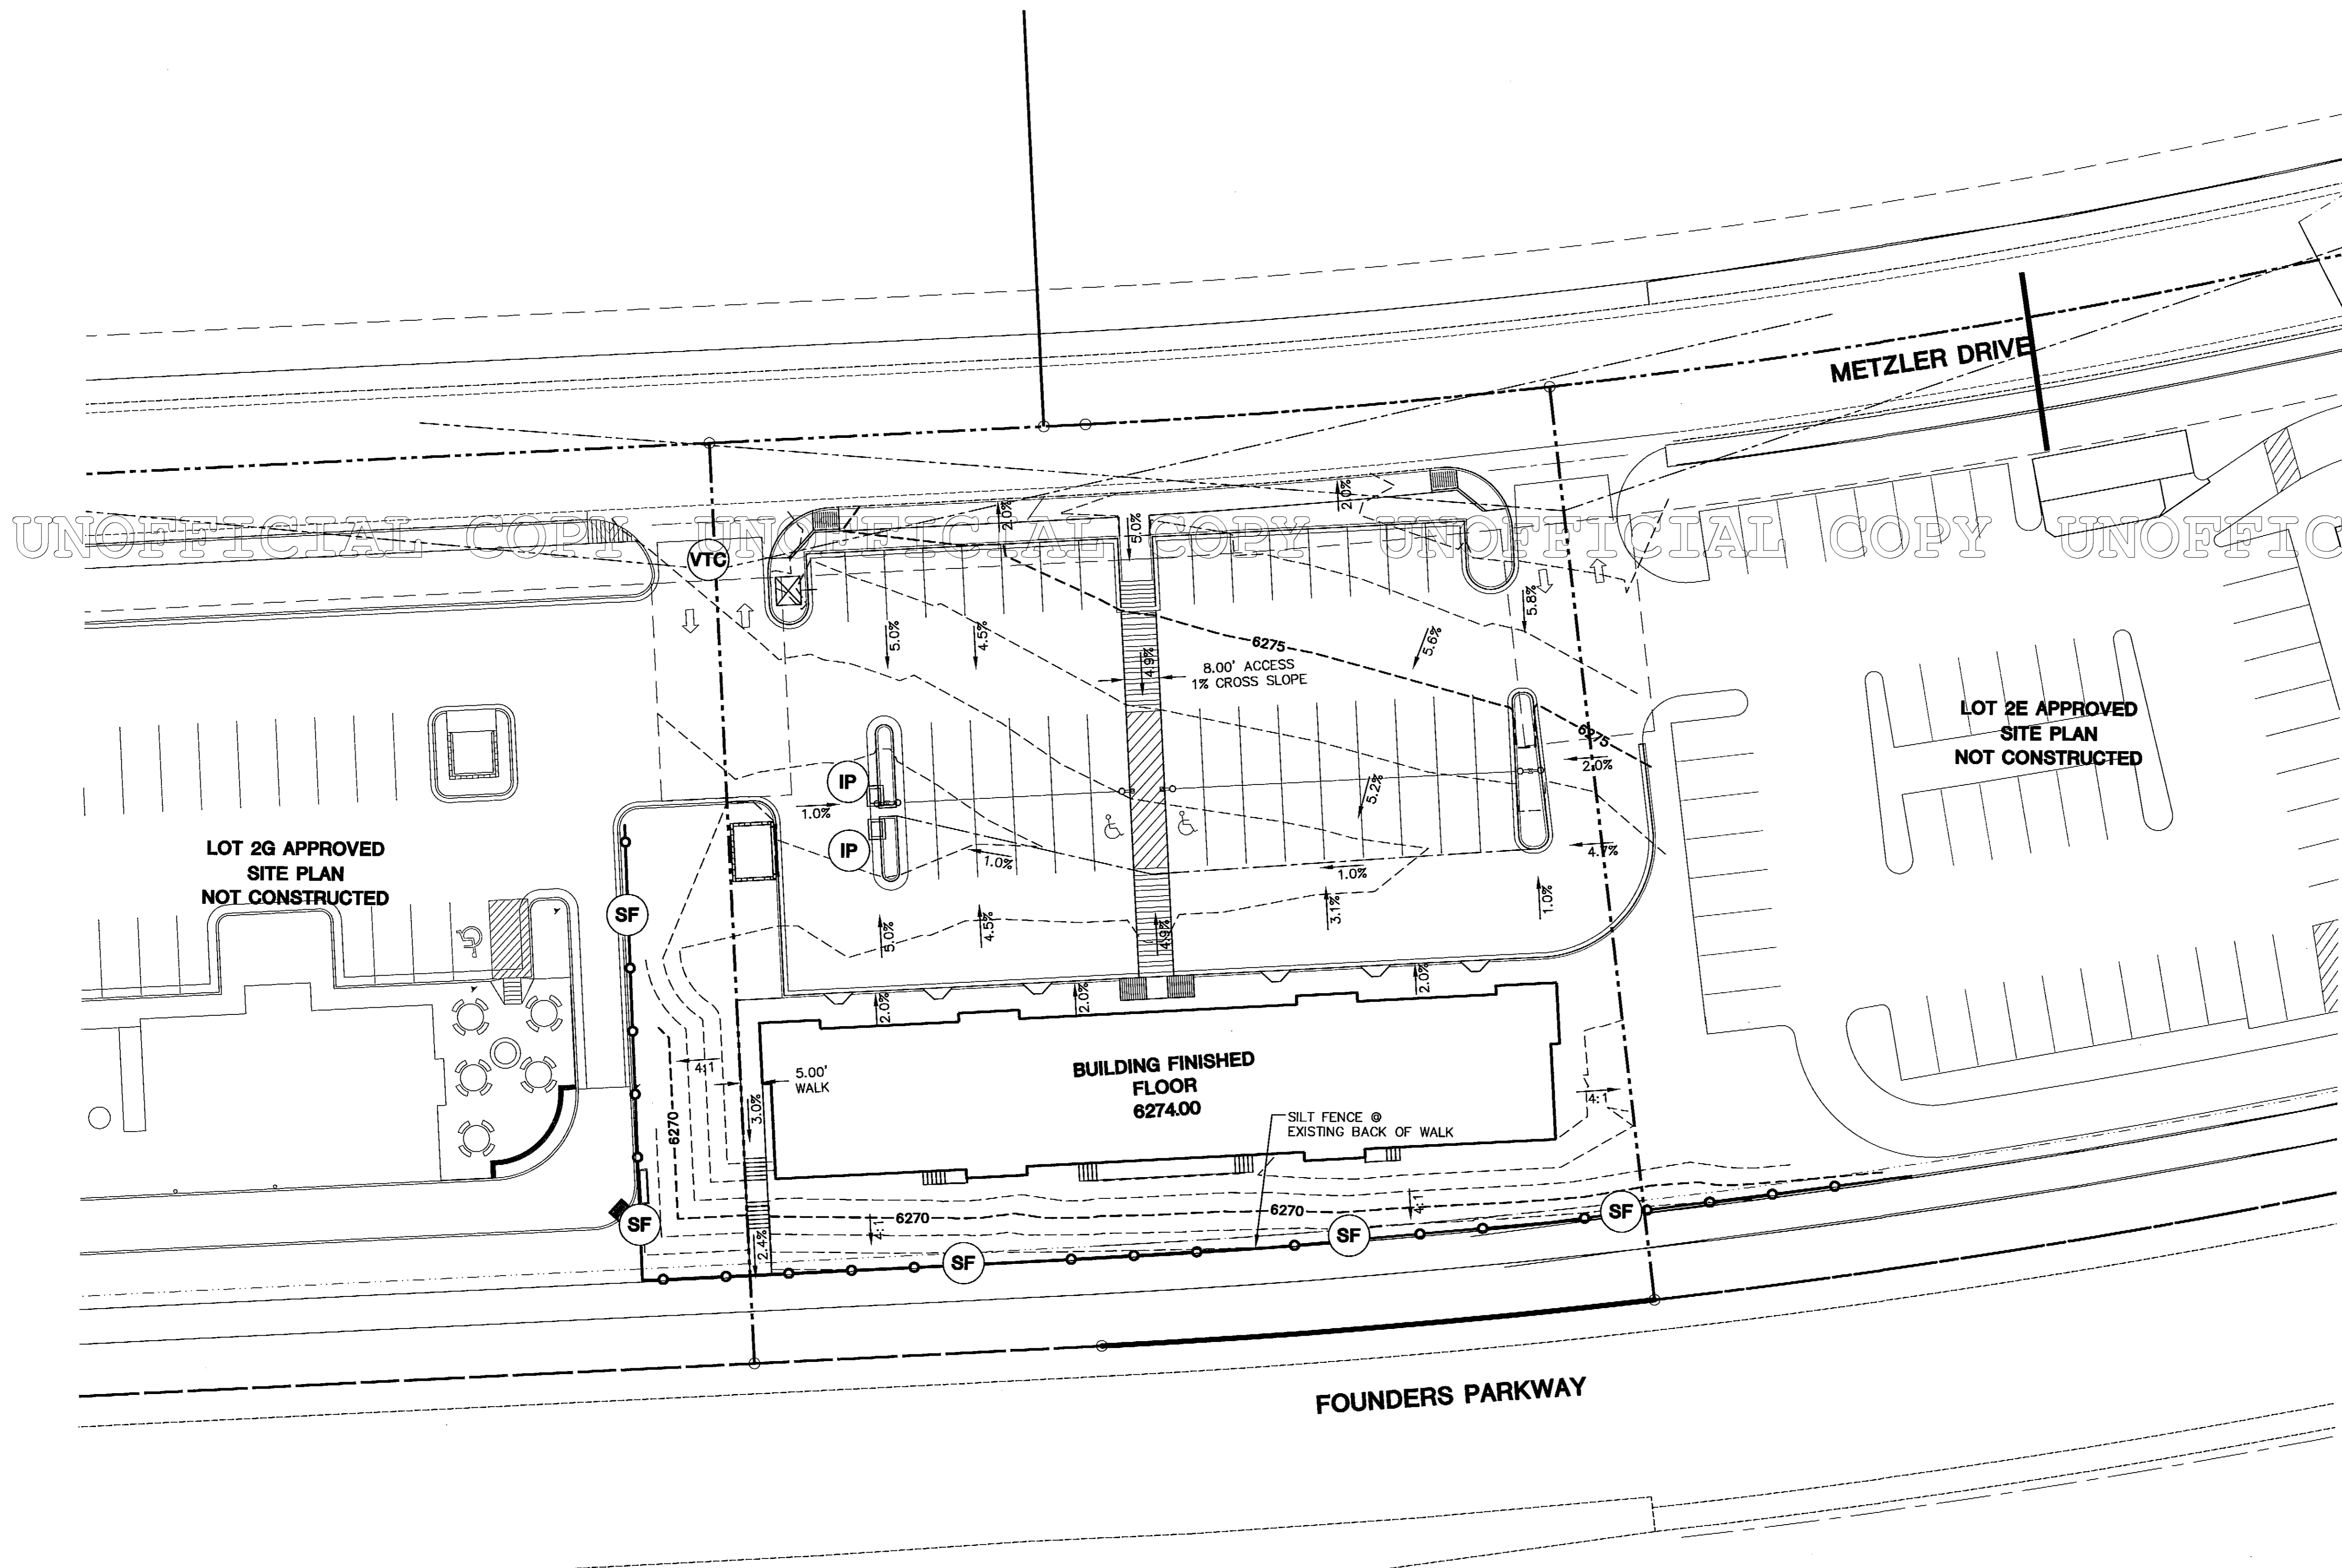 METZLER DRIVE
2.0%
2.0%
5.0%
UNOFFICIAL COPY UNOFFICIAL COPY UNOFFICIAL COPY UNOFFIC
VTC
5.8%
5.0%
4.5%
4.9%
6275
5.6%
8.00' ACCESS
1% CROSS SLOPE
LOT 2E APPROVED
SITE PLAN
NOT CONSTRUCTED
6275
2.0%
IP
5.2%
1.0%
IP
1.0%
1.0%
4.7%
LOT 2G APPROVED
SITE PLAN
NOT CONSTRUCTED
SF
5.0%
4.5%
4.9%
3.1%
1.0%
2.0%
2.0%
2.0%
4:1
5.00'
WALK
BUILDING FINISHED
FLOOR
6274.00
4:1
6270
3.0%
SILT FENCE @
EXISTING BACK OF WALK
SF
2.4%
4:1
6270
6270
4:1
SF
SF
SF
FOUNDERS PARKWAY